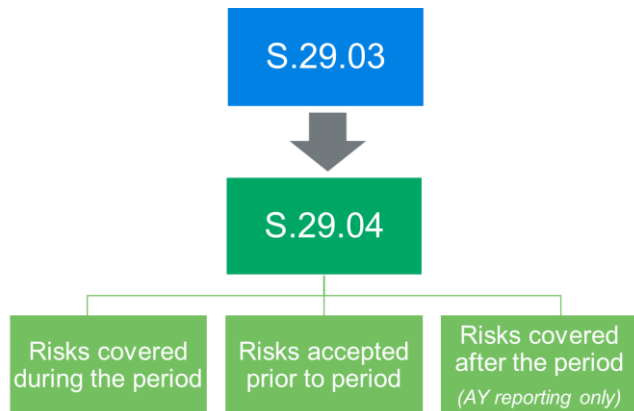 S.29.03
S.29.04
Risks covered
during the period
Risks accepted
prior to period
Risks covered
after the period
(AY reporting only)